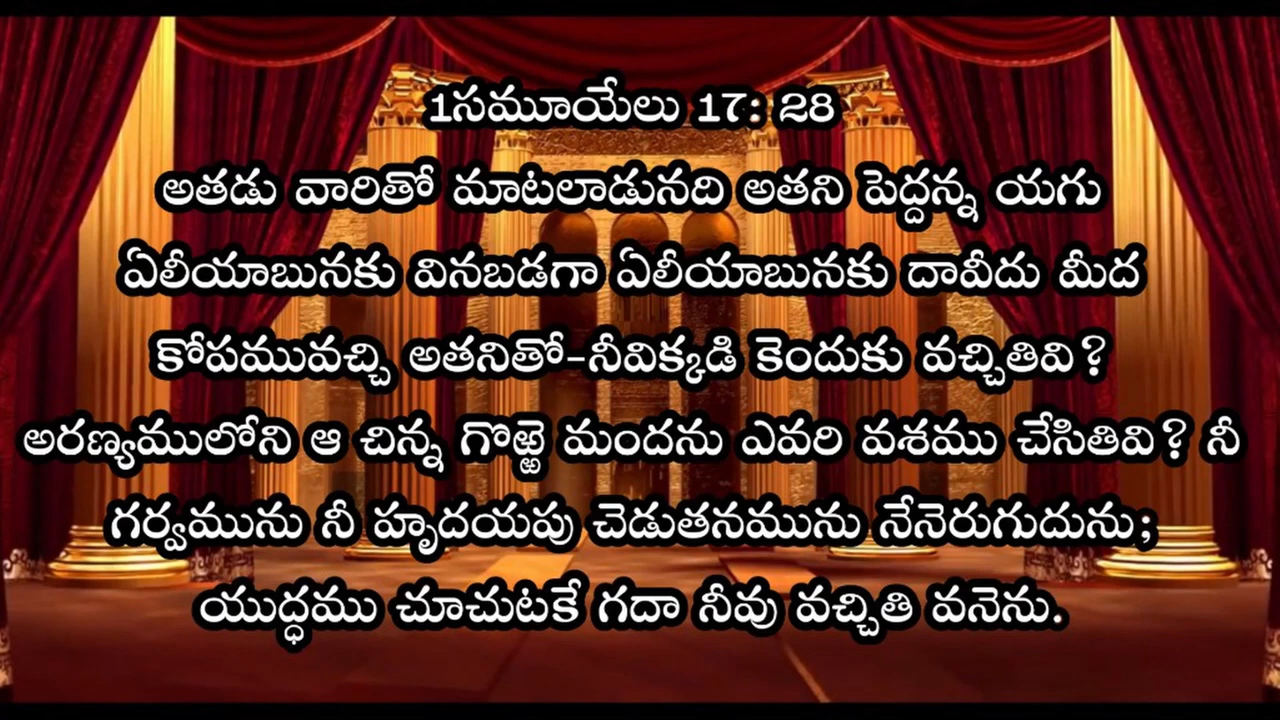 1సమూయేలు 17: 28
అతడు వారితో మాటలాడునది అతని పెద్దన్న యగు
ఏలీయాబునకు వినబడగా ఏలీయాబునకు దావీదు మీద
కోపమువచ్చి అతనితో-నీవిక్కడి కెందుకు వచ్చితివి?
అరణ్యములోని ఆ చిన్న గొఱ్ఱె మందను ఎవరి వశము చేసితివి? నీ
గర్వమును నీ హృదయపు చెడుతనమును నేనెరుగుదును;
యుద్ధము చూచుటకే గదా నీవు వచ్చితి వనెను.